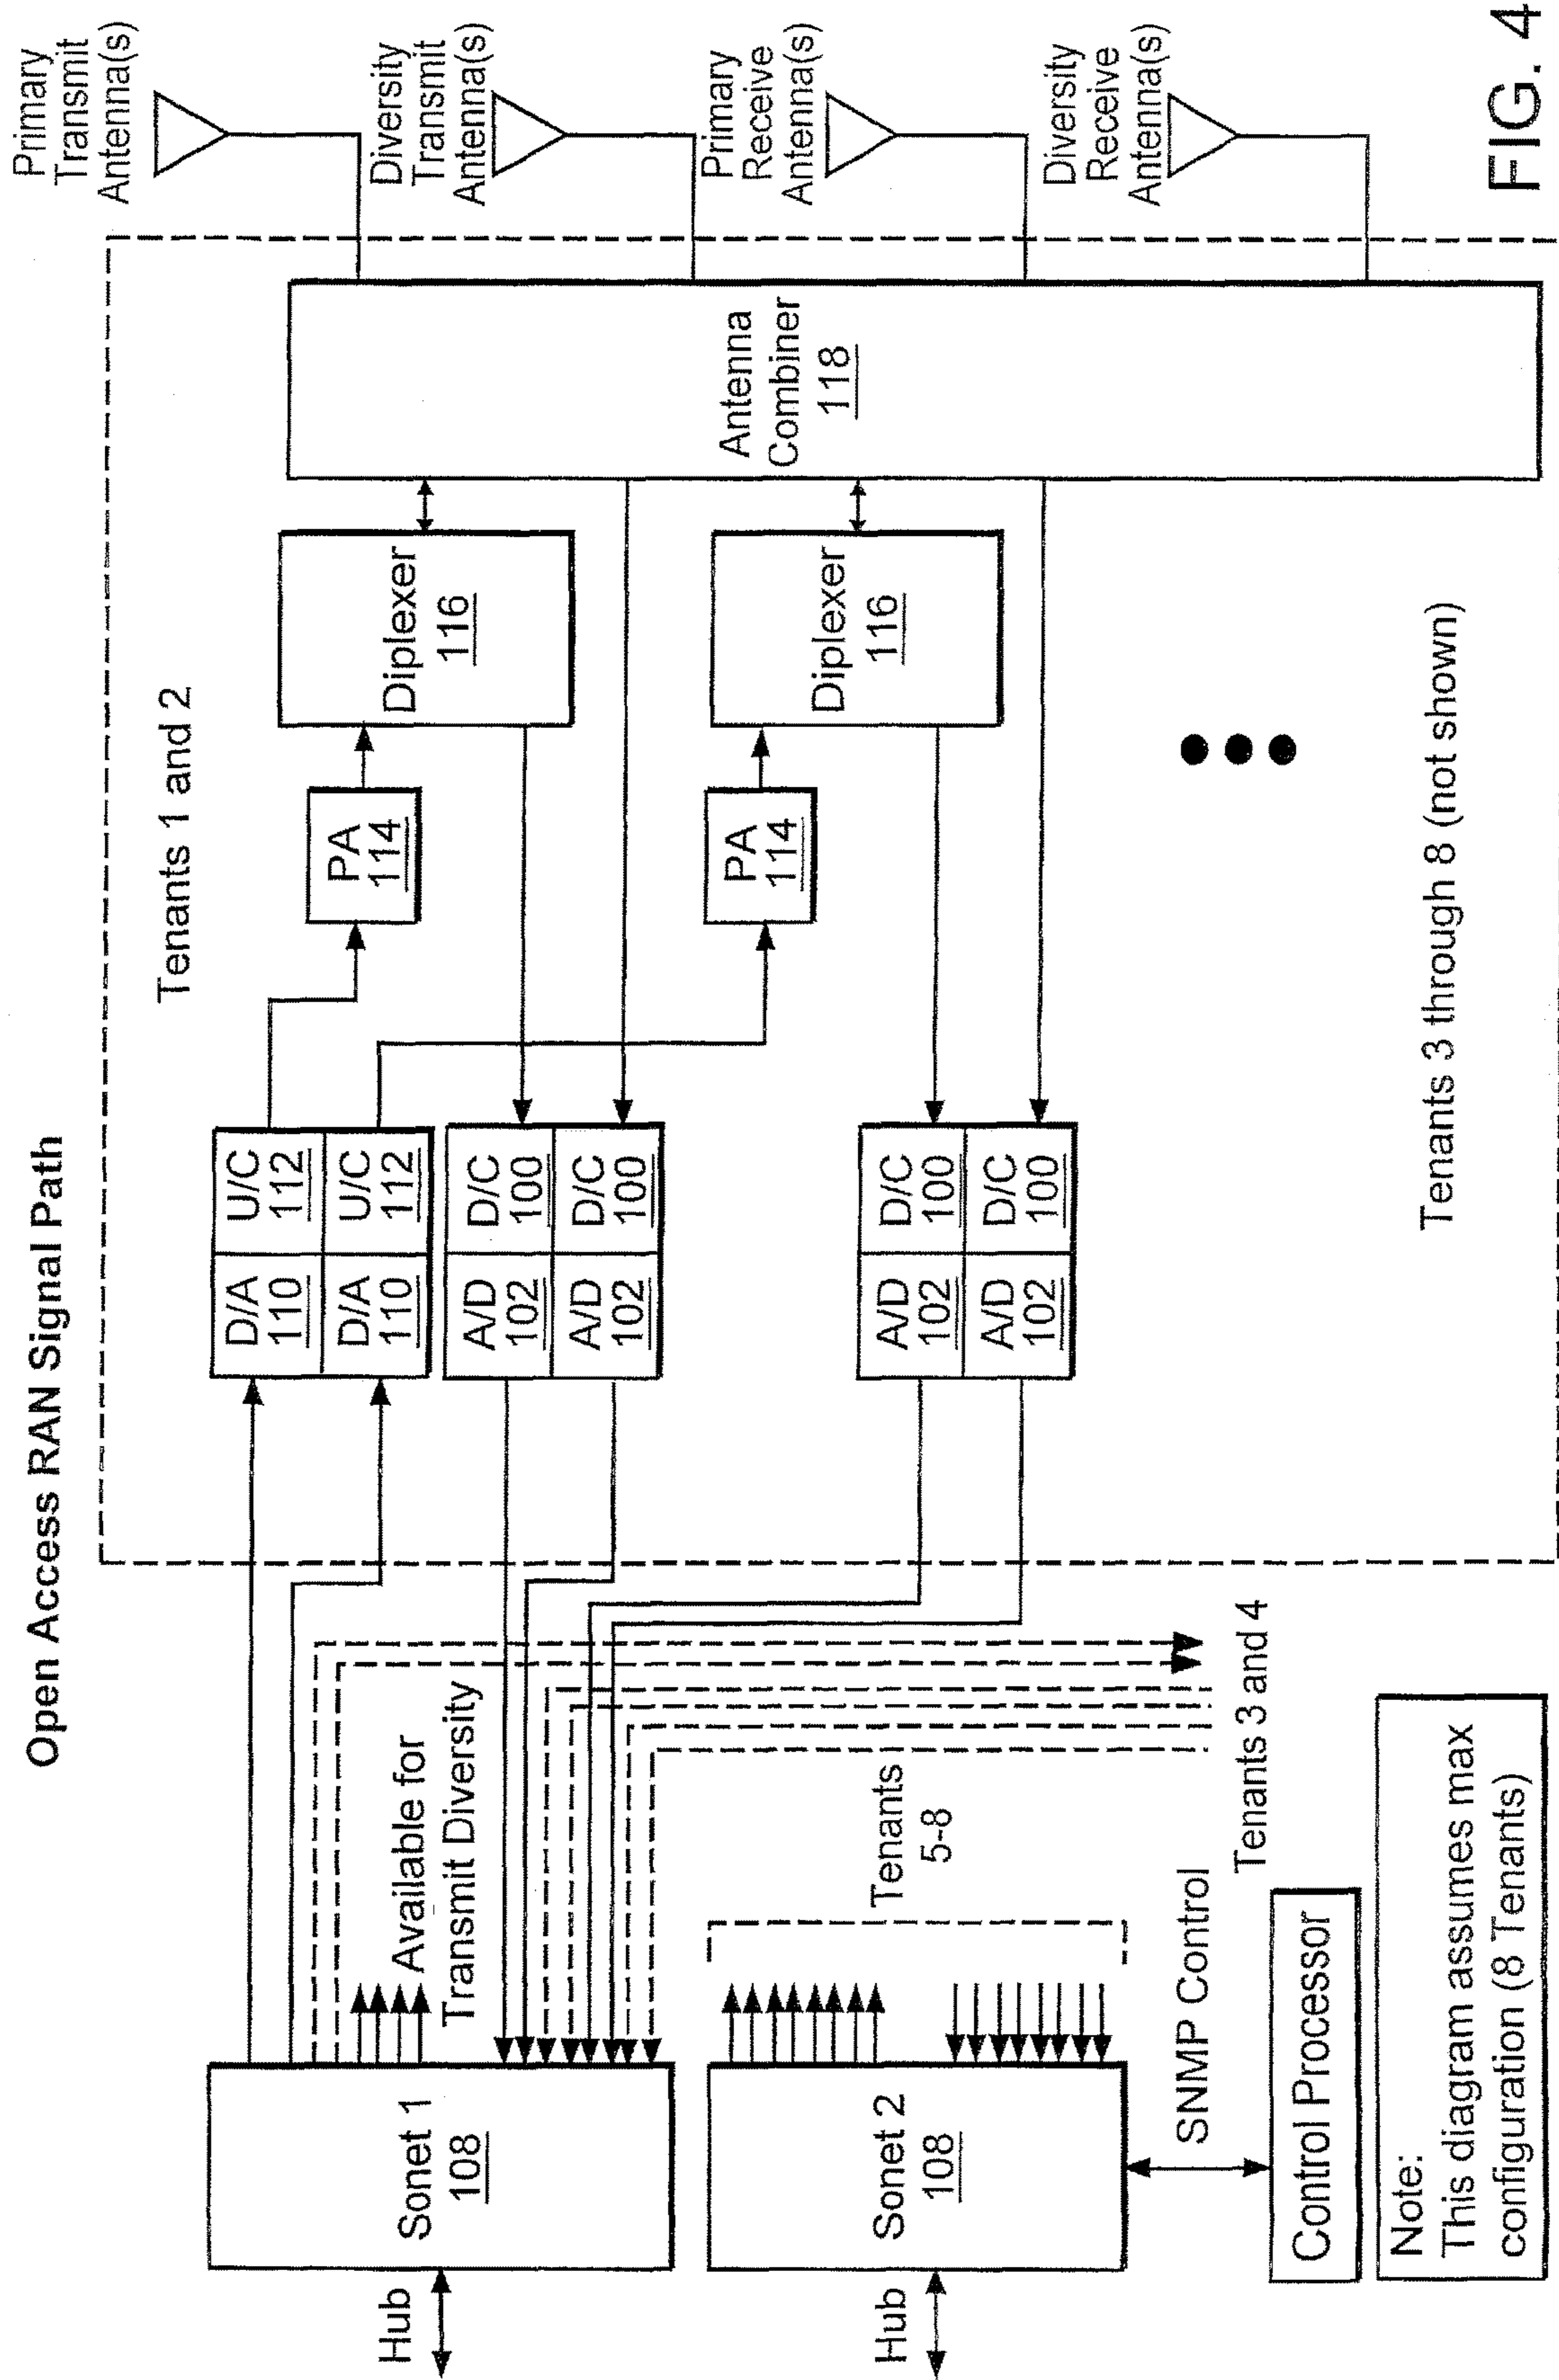 Open Access RAN Signal Path
Hub
Sonet 1
108
Available for
Transmit Diversity
Hub
Sonet 2
108
Tenants
5-8
SNMP Control
Control Processor
Tenants 3 and 4
Note:
This diagram assumes max
configuration (8 Tenants)
Tenants 1 and 2
D/A
110
U/C
112
D/A
110
U/C
112
A/D
102
D/C
100
A/D
102
D/C
100
A/D
102
D/C
100
A/D
102
D/C
100
PA
114
PA
114
Diplexer
116
Diplexer
116
Tenants 3 through 8 (not shown)
Antenna
Combiner
118
Primary
Transmit
Antenna(s)
Diversity
Transmit
Antenna(s)
Primary
Receive
Antenna(s)
Diversity
Receive
Antenna(s)
FIG. 4